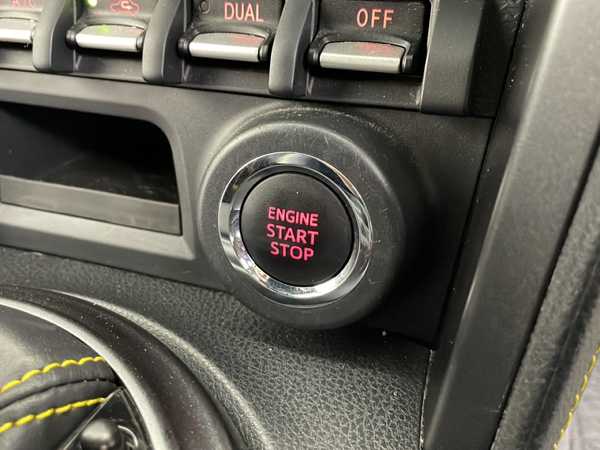 A/C
DUAL
OFF
ENGINE
START
STOP